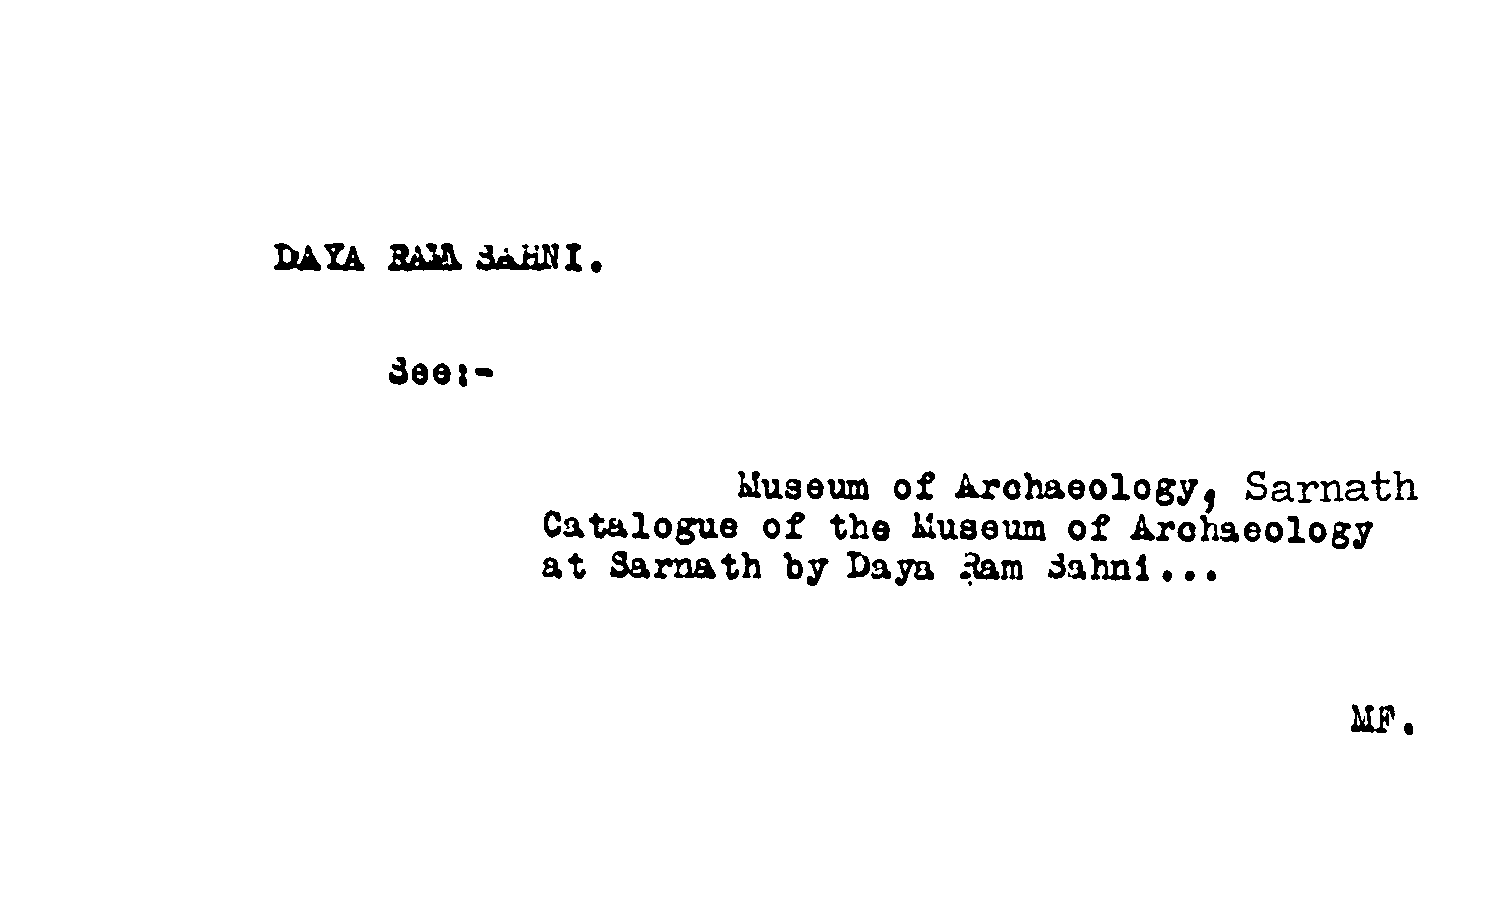 DAYA RAM SAHNI.
See:-
Museum of Archaeology, Sarnath
Catalogue of the Museum of Archaeology
at Sarnath by Daya Ram Sahni...
MF.